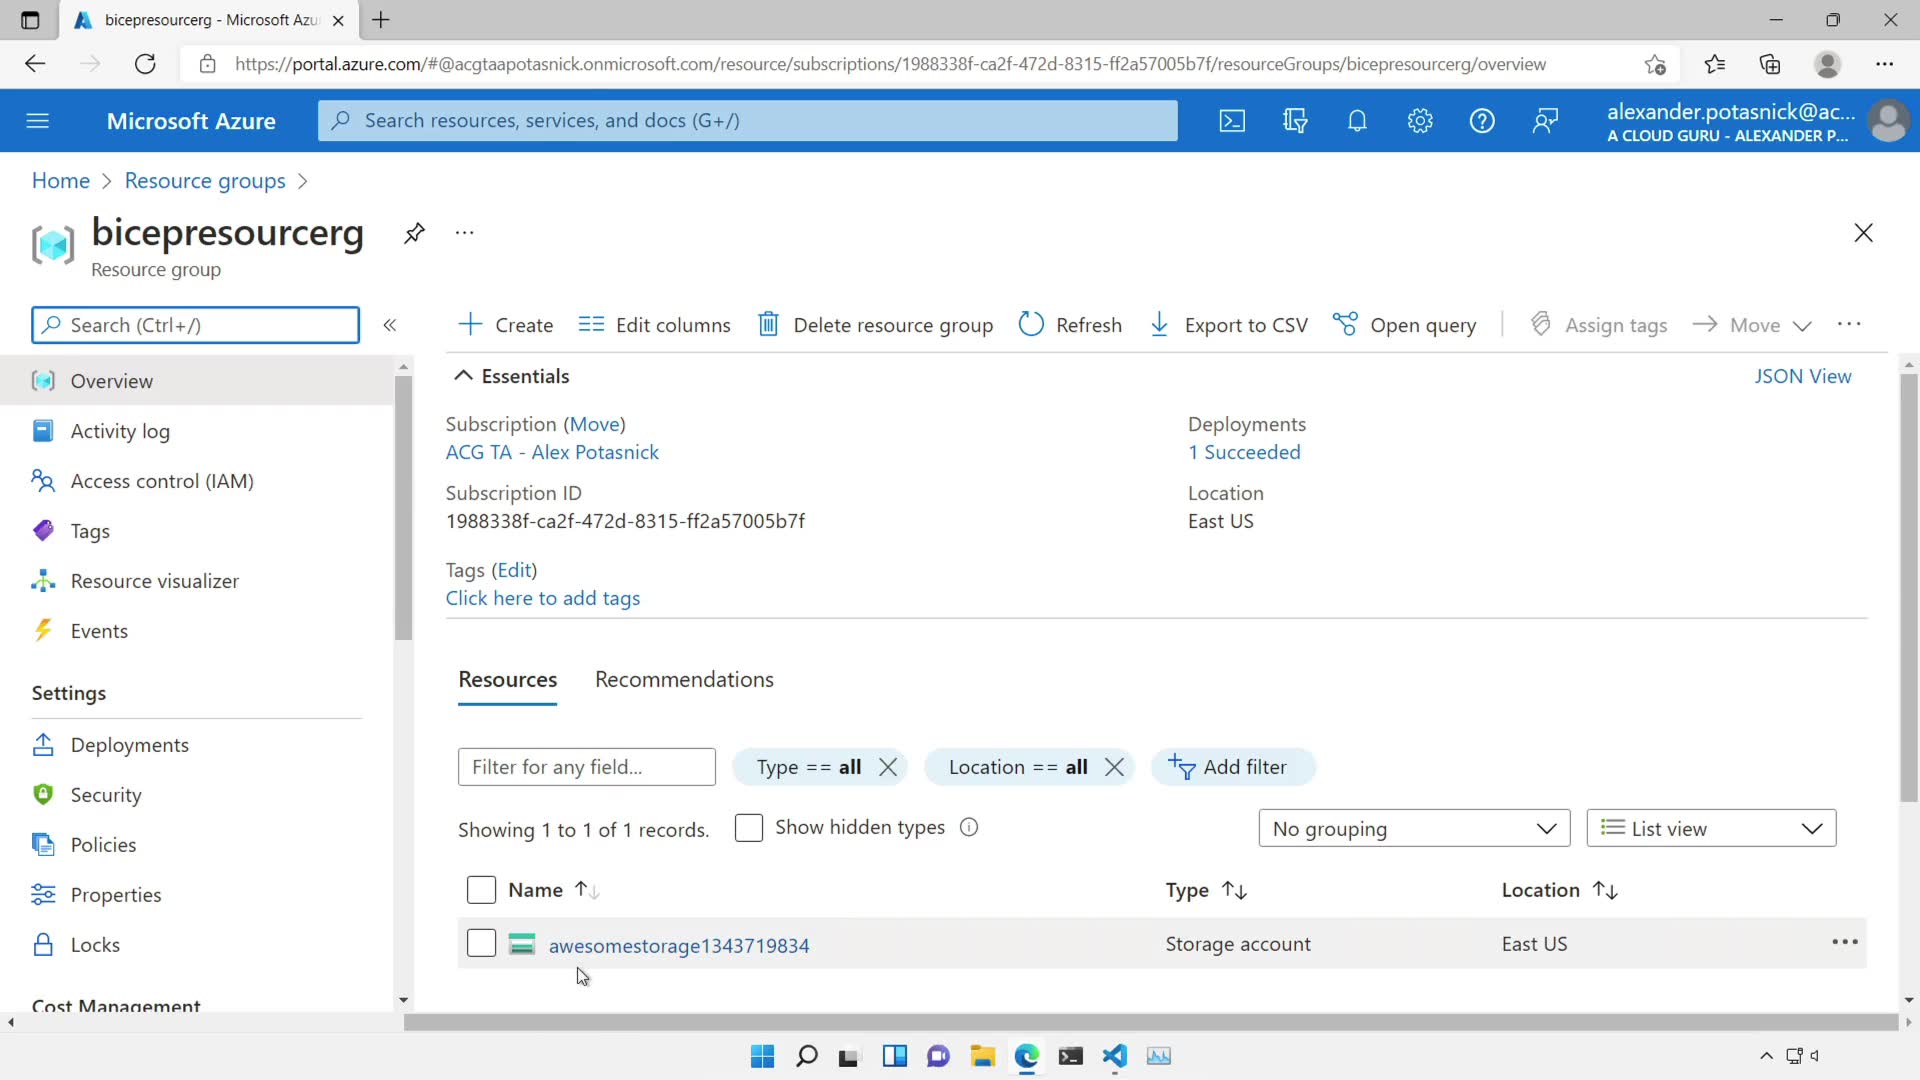 bicepresourcerg - Microsoft Azu
https://portal.azure.com/#@acgtaapotasnick.onmicrosoft.com/resource/subscriptions/1988338f-ca2f-472d-8315-ff2a57005b7f/resourceGroups/bicepresourcerg/overview
Microsoft Azure
Search resources, services, and docs (G+/)
alexander.potasnick@ac...
A CLOUD GURU - ALEXANDER P...
Home > Resource groups >
bicepresourcerg
Resource group
Search (Ctrl+/)
Create
Edit columns
Delete resource group
Refresh
Export to CSV
Open query
Assign tags
Move
Overview
Activity log
Access control (IAM)
Tags
Resource visualizer
Events
Settings
Deployments
Security
Policies
Properties
Locks
Cost Management
Essentials
JSON View
Subscription (Move)
ACG TA - Alex Potasnick
Subscription ID
1988338f-ca2f-472d-8315-ff2a57005b7f
Deployments
1 Succeeded
Location
East US
Tags (Edit)
Click here to add tags
Resources
Recommendations
Filter for any field...
Type == all
Location == all
Add filter
Showing 1 to 1 of 1 records.
Show hidden types
No grouping
List view
Name
Type
Location
awesomestorage1343719834
Storage account
East US